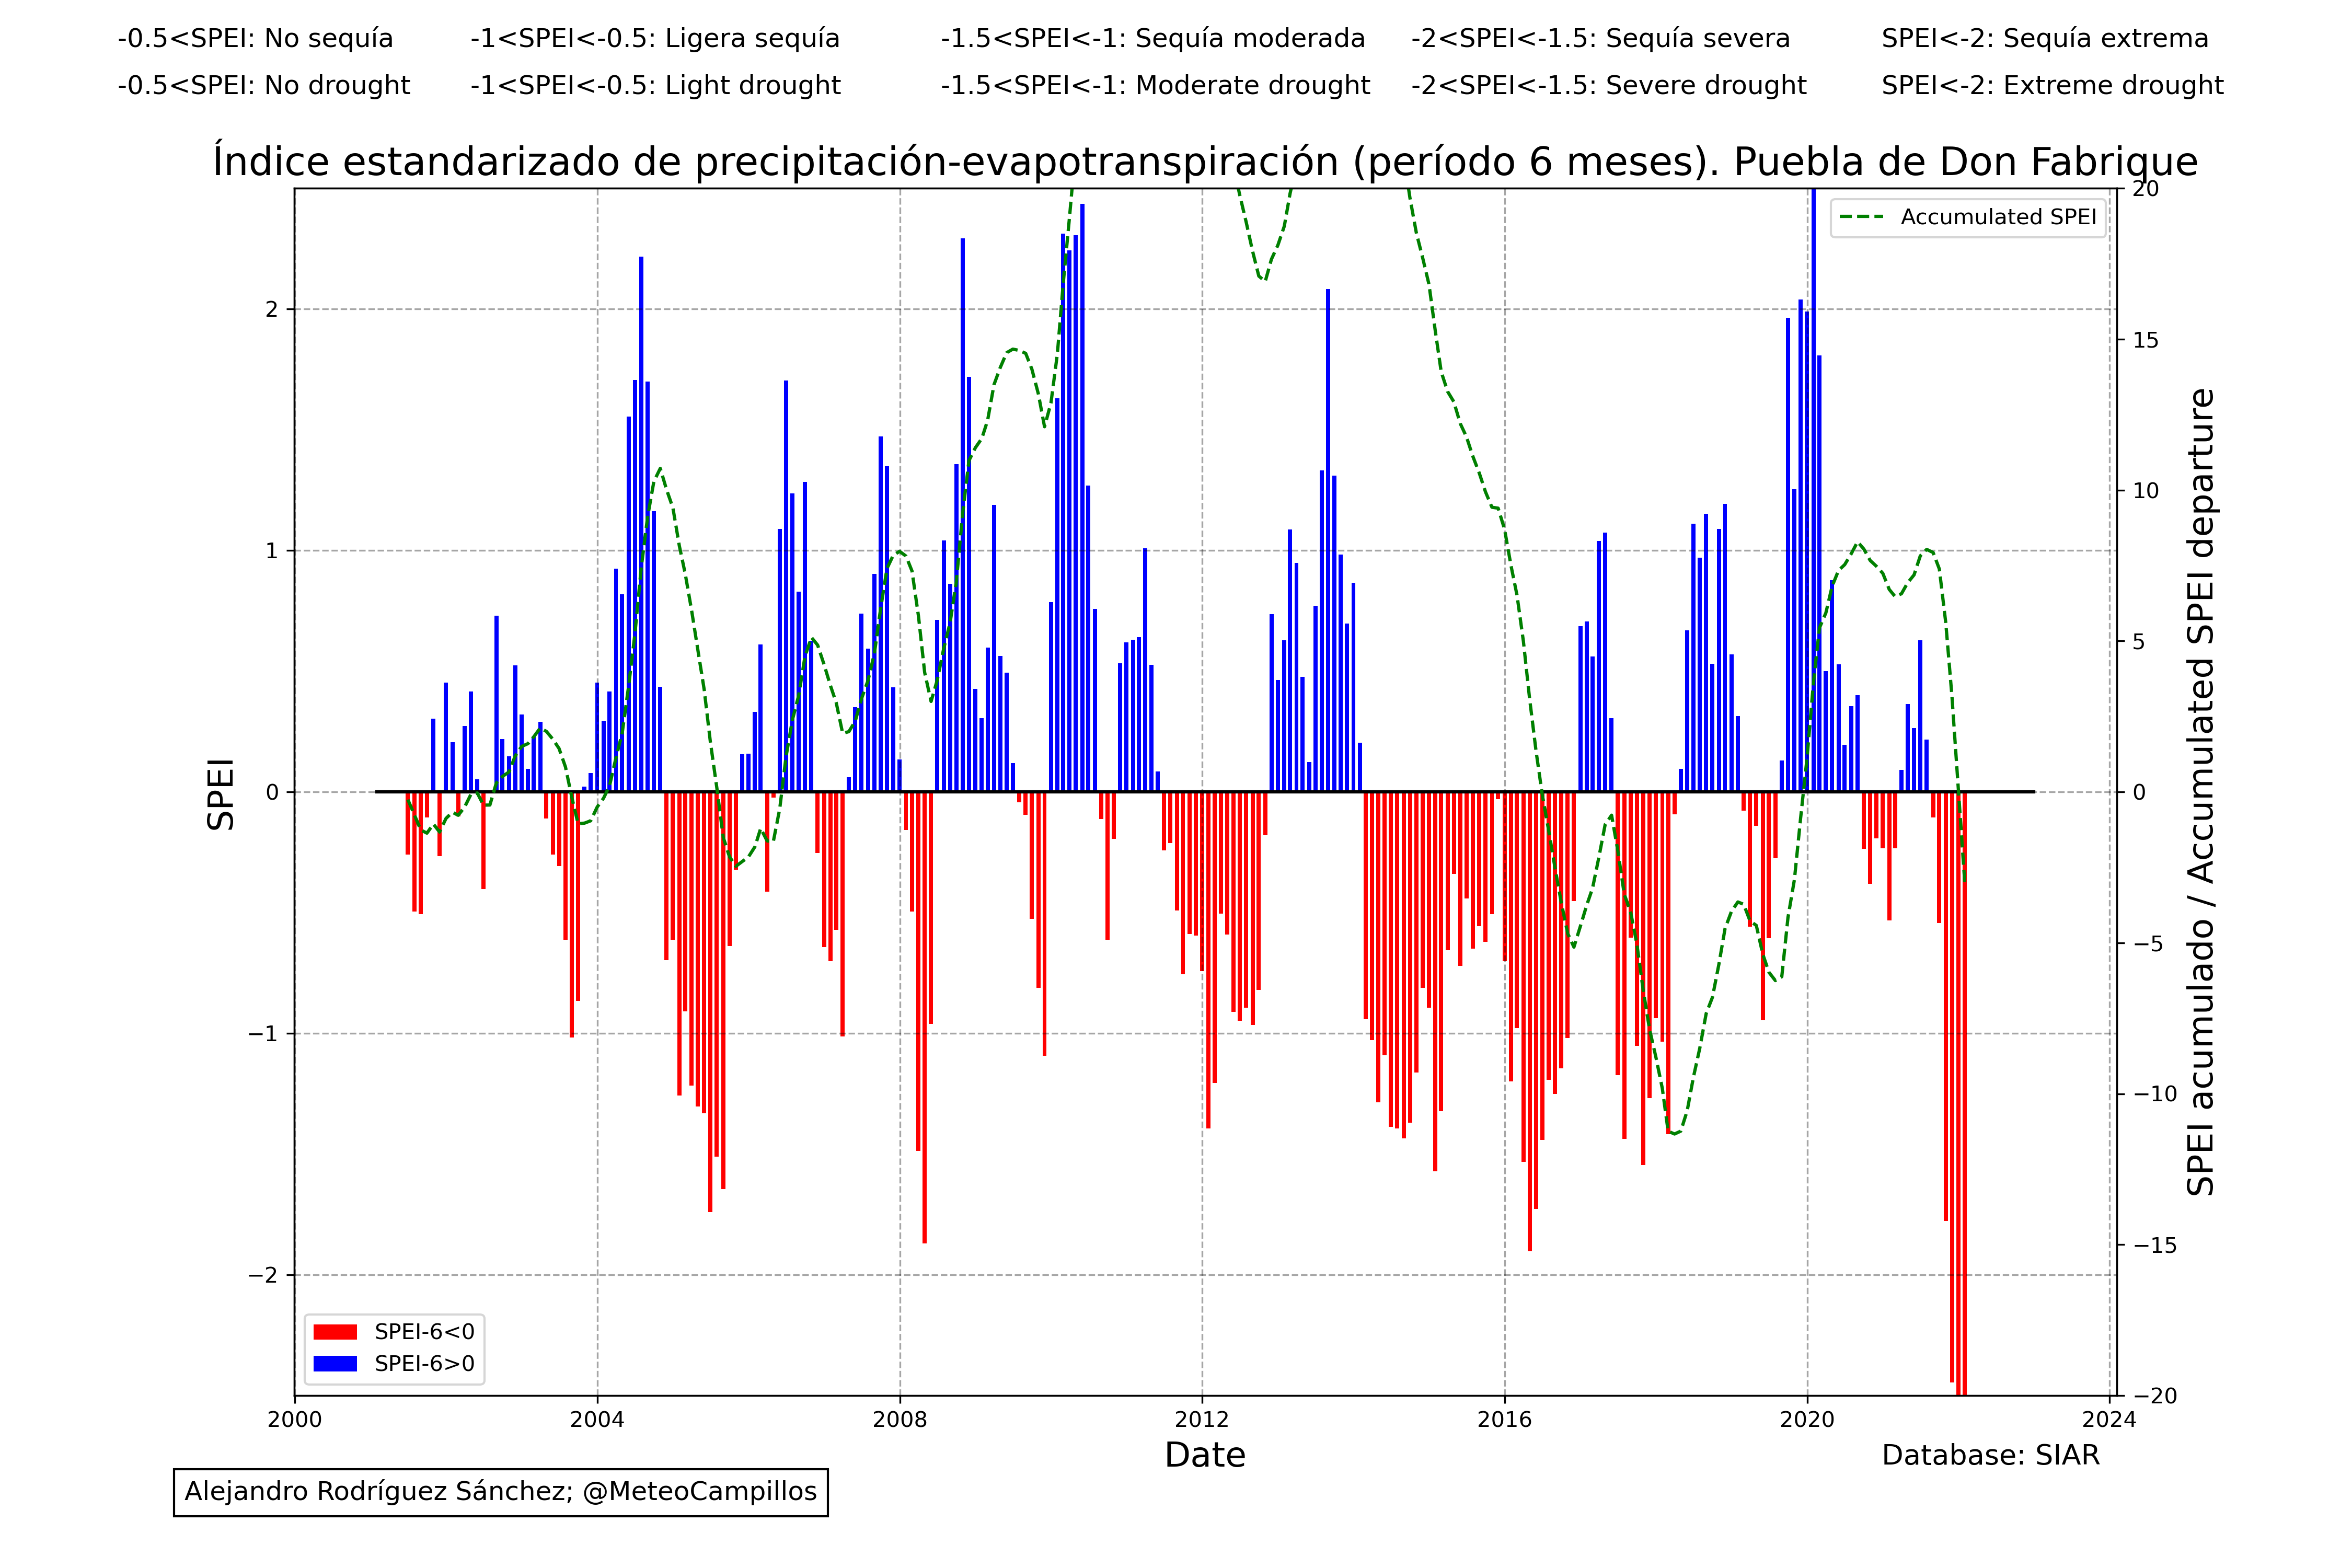 -0.5<SPEI: No sequía -1<SPEI<-0.5: Ligera sequía -1.5<SPEI<-1: Sequía moderada -2<SPEI<-1.5: Sequía severa SPEI<-2: Sequía extrema
-0.5<SPEI: No drought -1<SPEI<-0.5: Light drought -1.5<SPEI<-1: Moderate drought -2<SPEI<-1.5: Severe drought SPEI<-2: Extreme drought
Índice estandarizado de precipitación-evapotranspiración (período 6 meses). Puebla de Don Fabrique
Accumulated SPEI
SPEI
2
1
0
−1
−2
20
15
10
5
0
−5
−10
−15
−20
SPEI acumulado / Accumulated SPEI departure
SPEI-6<0
SPEI-6>0
2000 2004 2008 2012 2016 2020 2024
Date
Database: SIAR
Alejandro Rodríguez Sánchez; @MeteoCampillos